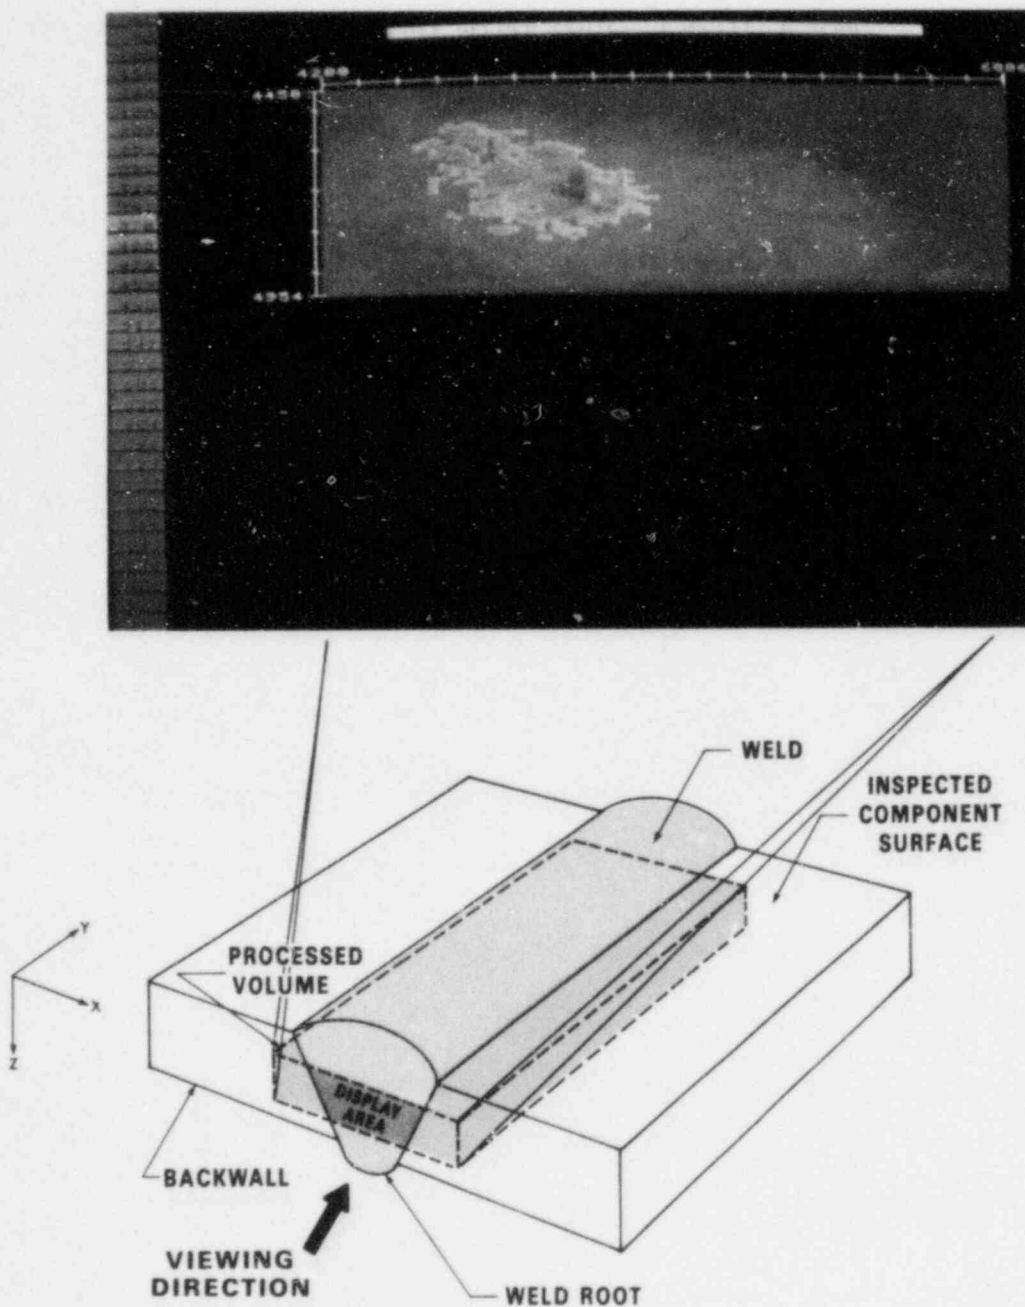 WELD
INSPECTED
COMPONENT
SURFACE
Y
X
Z
PROCESSED
VOLUME
DISPLAY
AREA
BACKWALL
VIEWING
DIRECTION
WELD ROOT